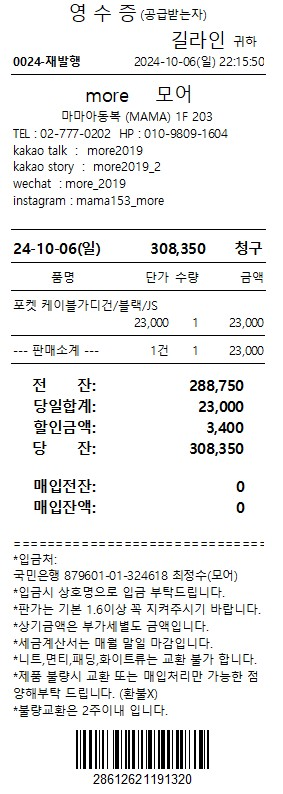 영 수 증 (공급받는자)
길라인 귀하
0024-재발행 2024-10-06(일) 22:15:50
more 모어
마마아동복 (MAMA) 1F 203
TEL : 02-777-0202 HP : 010-9809-1604
kakao talk : more2019
kakao story : more2019_2
wechat : more_2019
instagram : mama153_more
24-10-06(일) 308,350 청구
품명 단가 수량 금액
포켓 케이블가디건/블랙/JS
23,000 1 23,000
--- 판매소계 --- 1건 1 23,000
전 잔: 288,750
당일합계: 23,000
할인금액: 3,400
당 잔: 308,350
매입전잔: 0
매입잔액: 0
==============================
*입금처:
국민은행 879601-01-324618 최정수(모어)
*입금시 상호명으로 입금 부탁드립니다.
*판가는 기본 1.6이상 꼭 지켜주시기 바랍니다.
*상기금액은 부가세별도 금액입니다.
*세금계산서는 매월 말일 마감입니다.
*니트,면티,패딩,화이트류는 교환 불가 합니다.
*제품 불량시 교환 또는 매입처리만 가능한 점
양해부탁 드립니다. (환불X)
*불량교환은 2주이내 입니다.
28612621191320